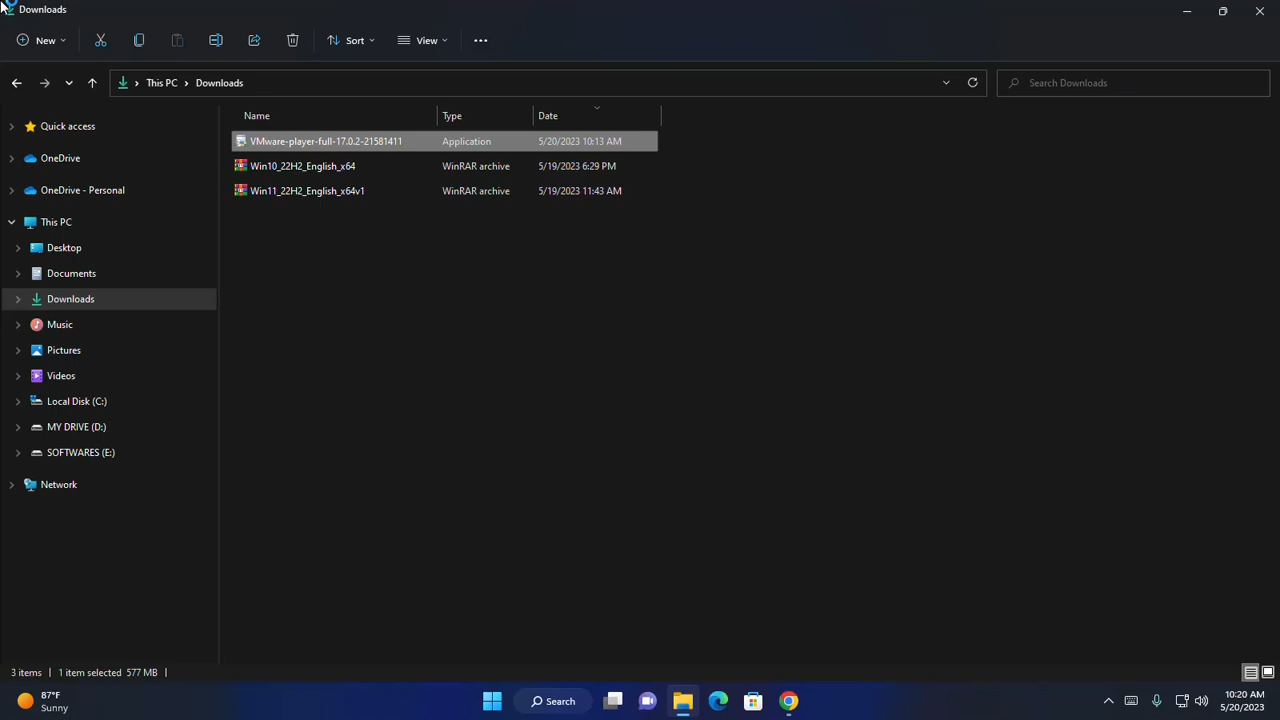 Downloads
New
Sort
View
This PC
Downloads
Search Downloads
Name
Type
Date
VMware-player-full-17.0.2-21581411
Application
5/20/2023 10:13 AM
Win10_22H2_English_x64
WinRAR archive
5/19/2023 6:29 PM
Win11_22H2_English_x64v1
WinRAR archive
5/19/2023 11:43 AM
Quick access
OneDrive
OneDrive - Personal
This PC
Desktop
Documents
Downloads
Music
Pictures
Videos
Local Disk (C:)
MY DRIVE (D:)
SOFTWARES (E:)
Network
3 items
1 item selected 577 MB
87°F
Sunny
Search
10:20 AM
5/20/2023